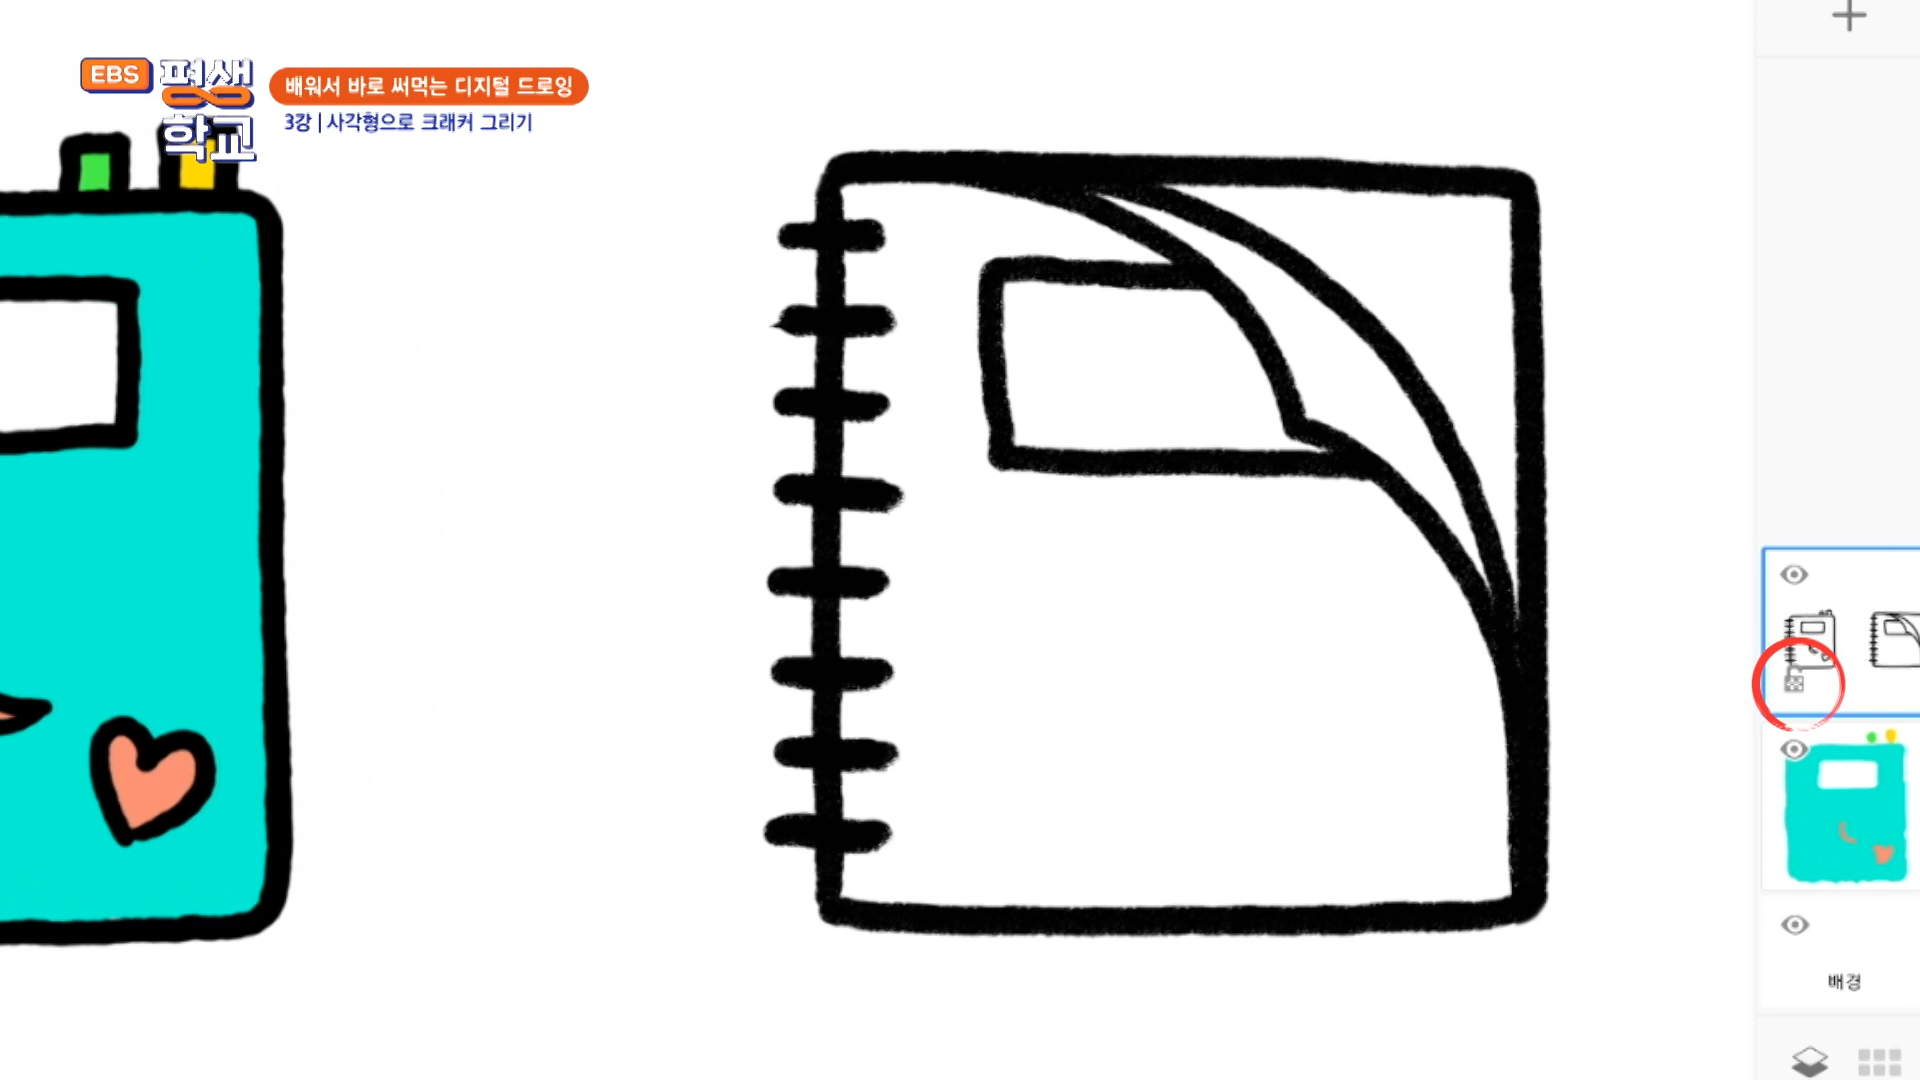 EBS 평생
학교
배워서 바로 써먹는 디지털 드로잉
3강 | 사각형으로 크래커 그리기
배경